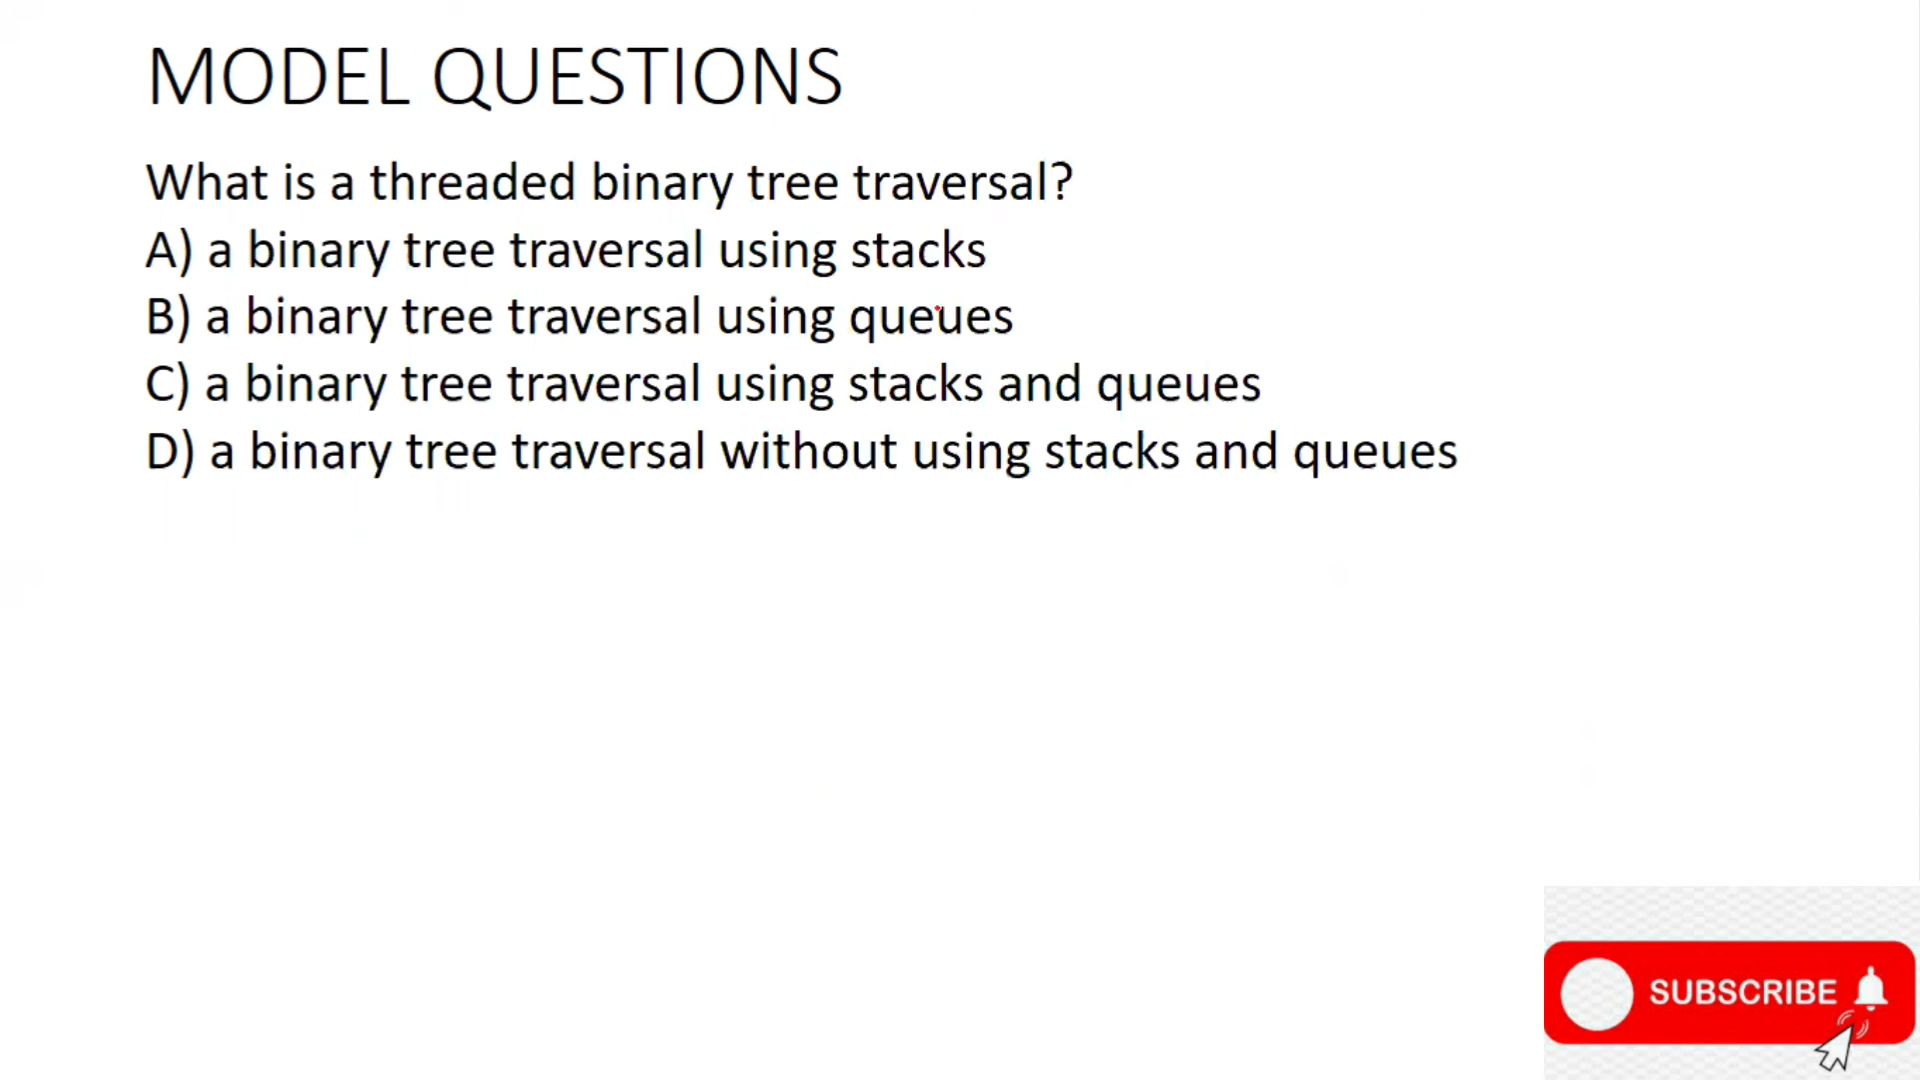 MODEL QUESTIONS
What is a threaded binary tree traversal?
A) a binary tree traversal using stacks
B) a binary tree traversal using queues
C) a binary tree traversal using stacks and queues
D) a binary tree traversal without using stacks and queues
SUBSCRIBE